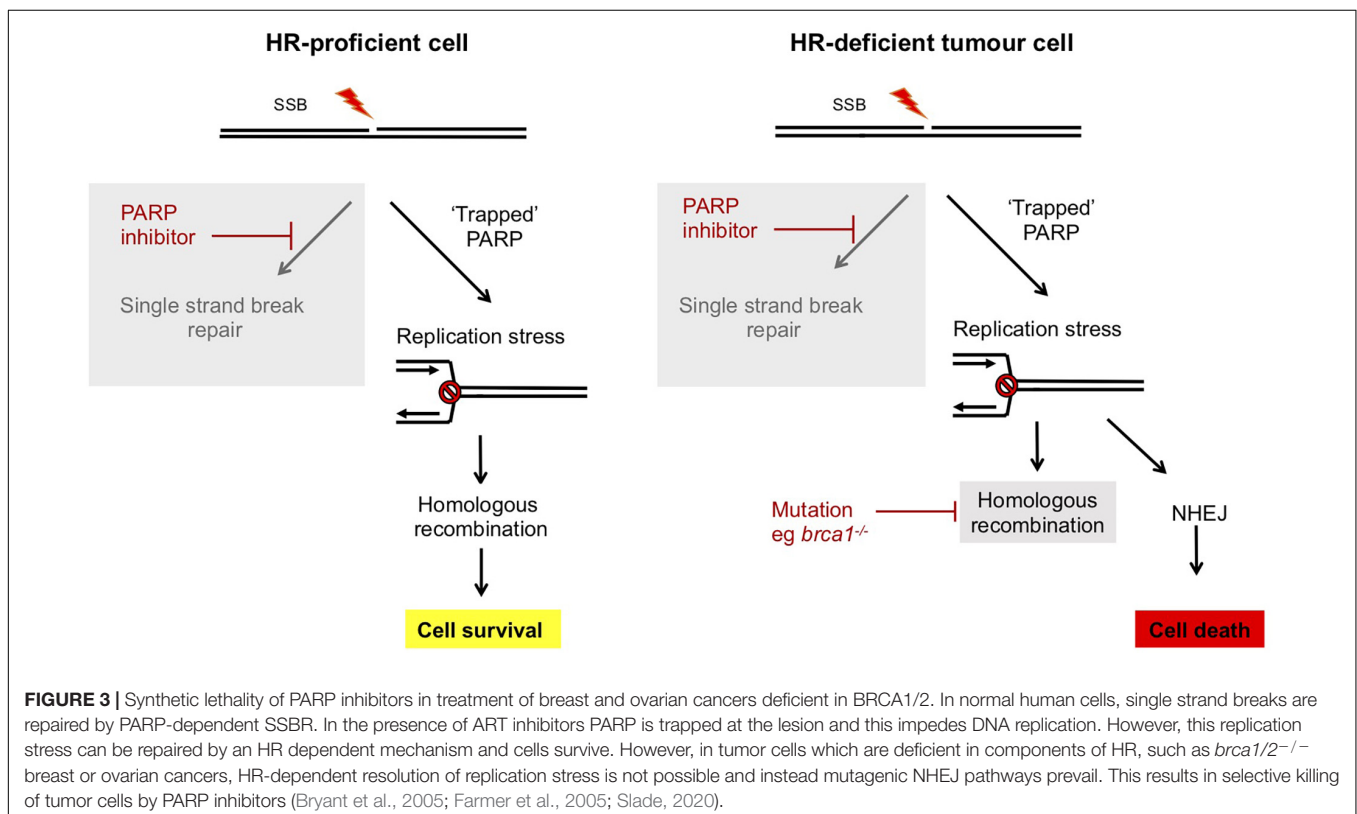 HR-proficient cell
SSB
PARP
inhibitor
'Trapped'
PARP
Single strand break
repair
Replication stress
Homologous
recombination
Cell survival
HR-deficient tumour cell
SSB
PARP
inhibitor
'Trapped'
PARP
Single strand break
repair
Replication stress
Mutation
eg brca1-/-
Homologous
recombination
NHEJ
Cell death
FIGURE 3 | Synthetic lethality of PARP inhibitors in treatment of breast and ovarian cancers deficient in BRCA1/2. In normal human cells, single strand breaks are
repaired by PARP-dependent SSBR. In the presence of ART inhibitors PARP is trapped at the lesion and this impedes DNA replication. However, this replication
stress can be repaired by an HR dependent mechanism and cells survive. However, in tumor cells which are deficient in components of HR, such as brca1/2−/−
breast or ovarian cancers, HR-dependent resolution of replication stress is not possible and instead mutagenic NHEJ pathways prevail. This results in selective killing
of tumor cells by PARP inhibitors (Bryant et al., 2005; Farmer et al., 2005; Slade, 2020).